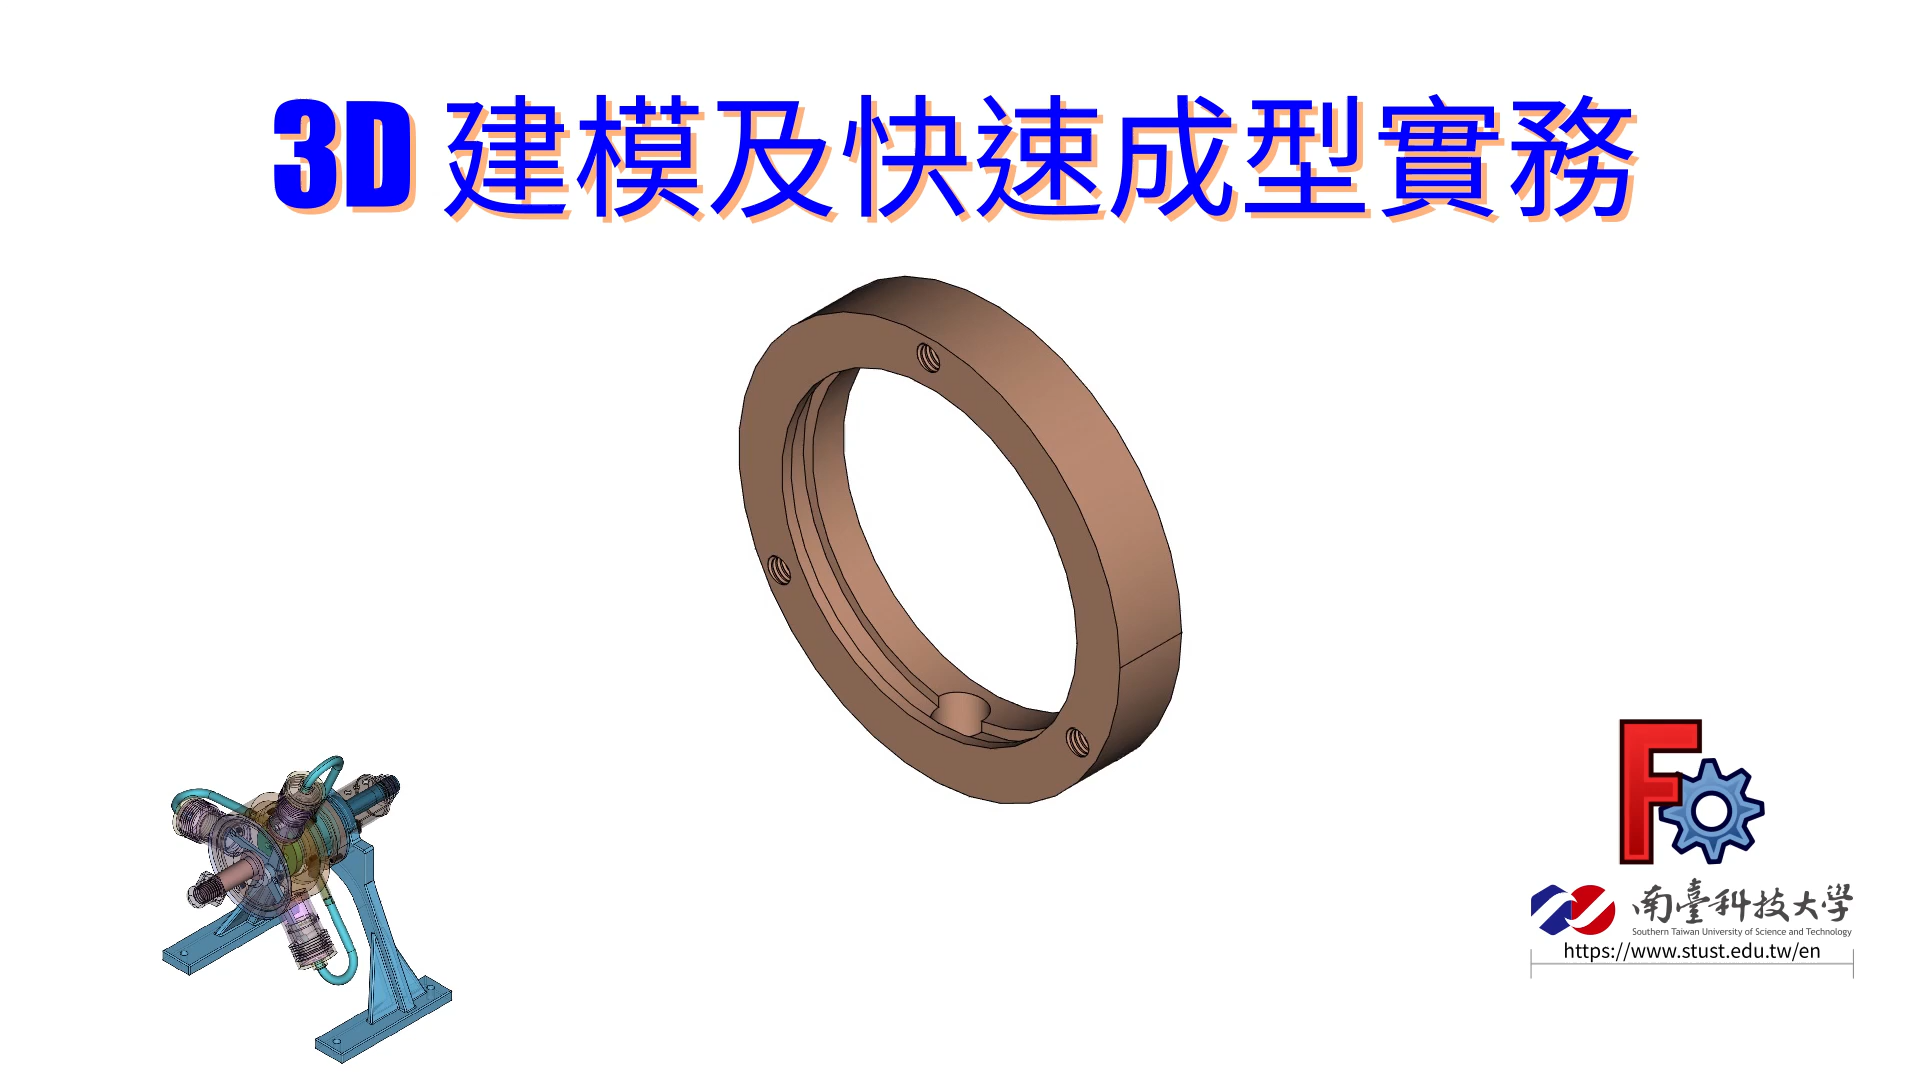 3D 建模及快速成型實務
南臺科技大學
Southern Taiwan University of Science and Technology
https://www.stust.edu.tw/en